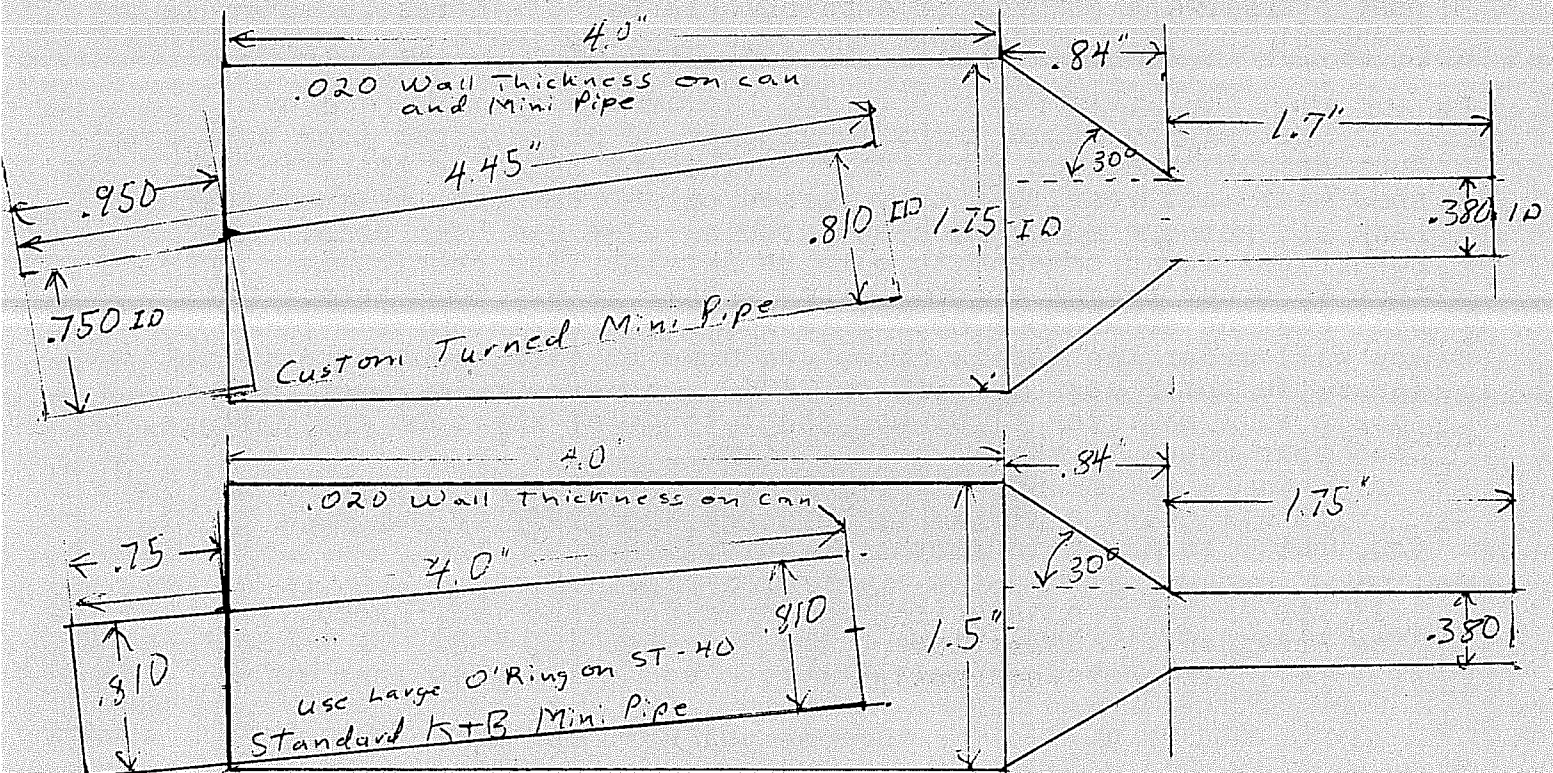 4.0"
.84"
.020 Wall Thickness on can
and Mini Pipe
1.7"
4.45"
30°
.950
.810 ID
1.75 ID
.380 ID
.750 ID
Custom Turned Mini Pipe
4.0"
.84"
.020 Wall Thickness on can
1.75"
.75
4.0"
30°
.810
1.5"
.380
.810
use Large O'Ring on ST-40
Standard K+B Mini Pipe